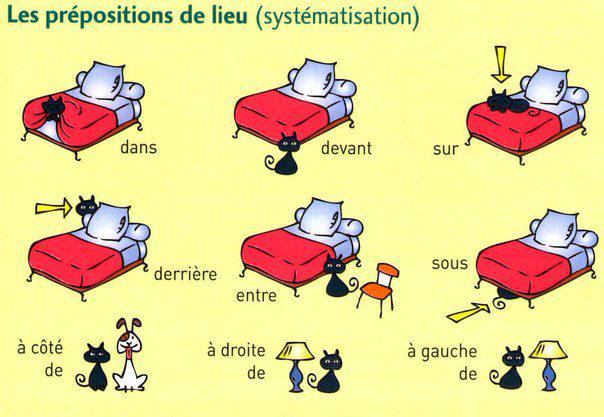 Les prépositions de lieu (systématisation)
dans
devant
sur
derrière
entre
sous
à côté
de
à droite
de
à gauche
de